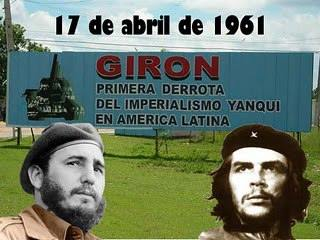 17 de abril de 1961
GIRON
PRIMERA DERROTA
DEL IMPERIALISMO YANQUI
EN AMERICA LATINA